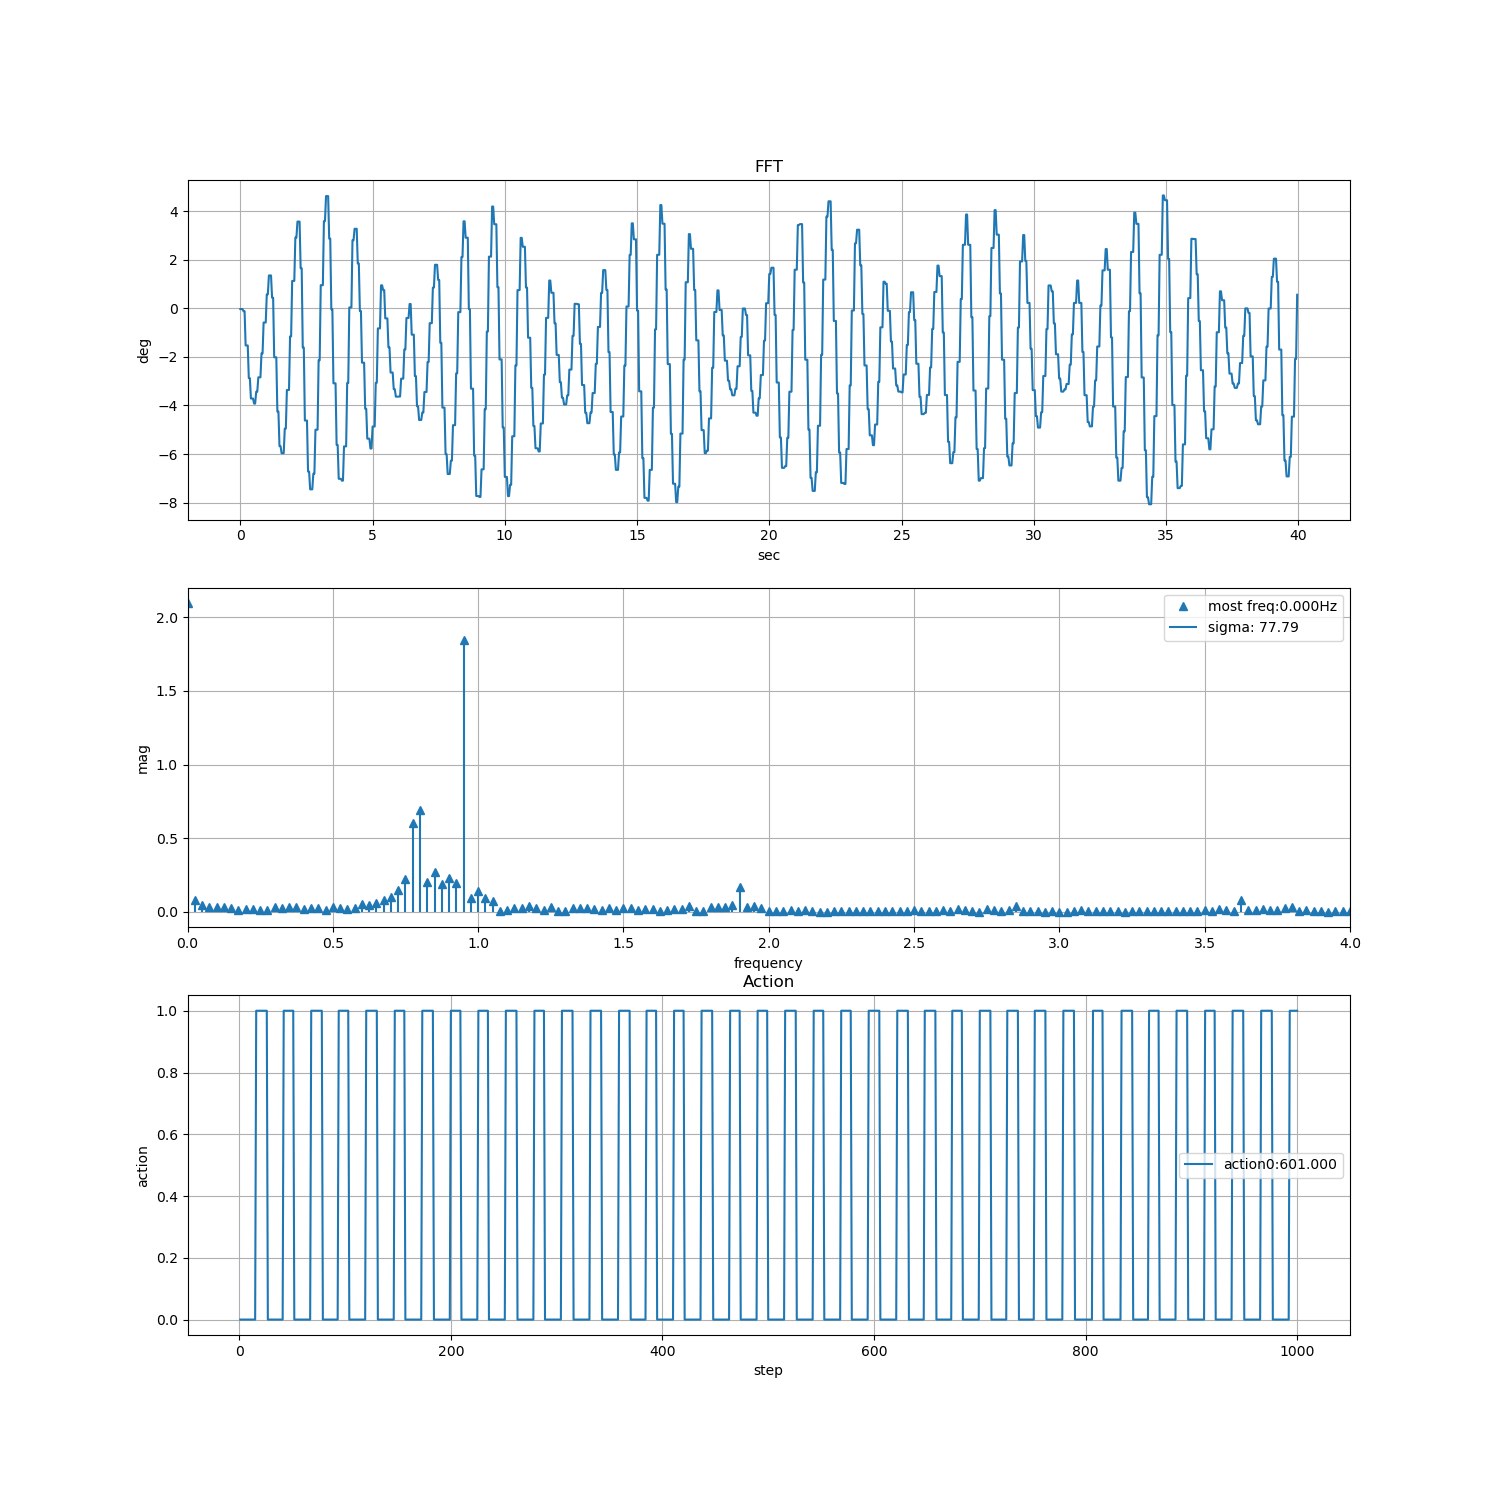 FFT
4
2
0
−2
−4
−6
−8
deg
0 5 10 15 20 25 30 35 40
sec
2.0
1.5
1.0
0.5
0.0
mag
most freq:0.000Hz
sigma: 77.79
0.0 0.5 1.0 1.5 2.0 2.5 3.0 3.5 4.0
frequency
Action
1.0
0.8
0.6
0.4
0.2
0.0
action
action0:601.000
0 200 400 600 800 1000
step